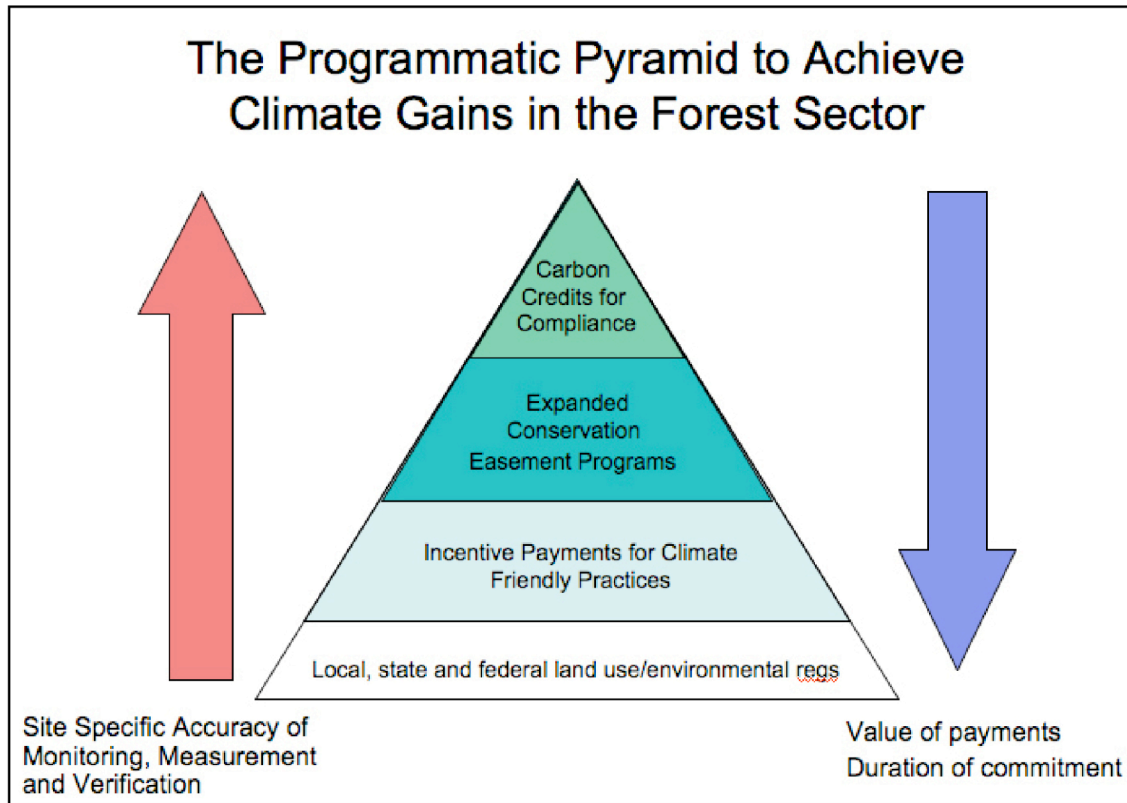 The Programmatic Pyramid to Achieve
Climate Gains in the Forest Sector
Carbon
Credits for
Compliance
Expanded
Conservation
Easement Programs
Incentive Payments for Climate
Friendly Practices
Local, state and federal land use/environmental regs
Site Specific Accuracy of
Monitoring, Measurement
and Verification
Value of payments
Duration of commitment